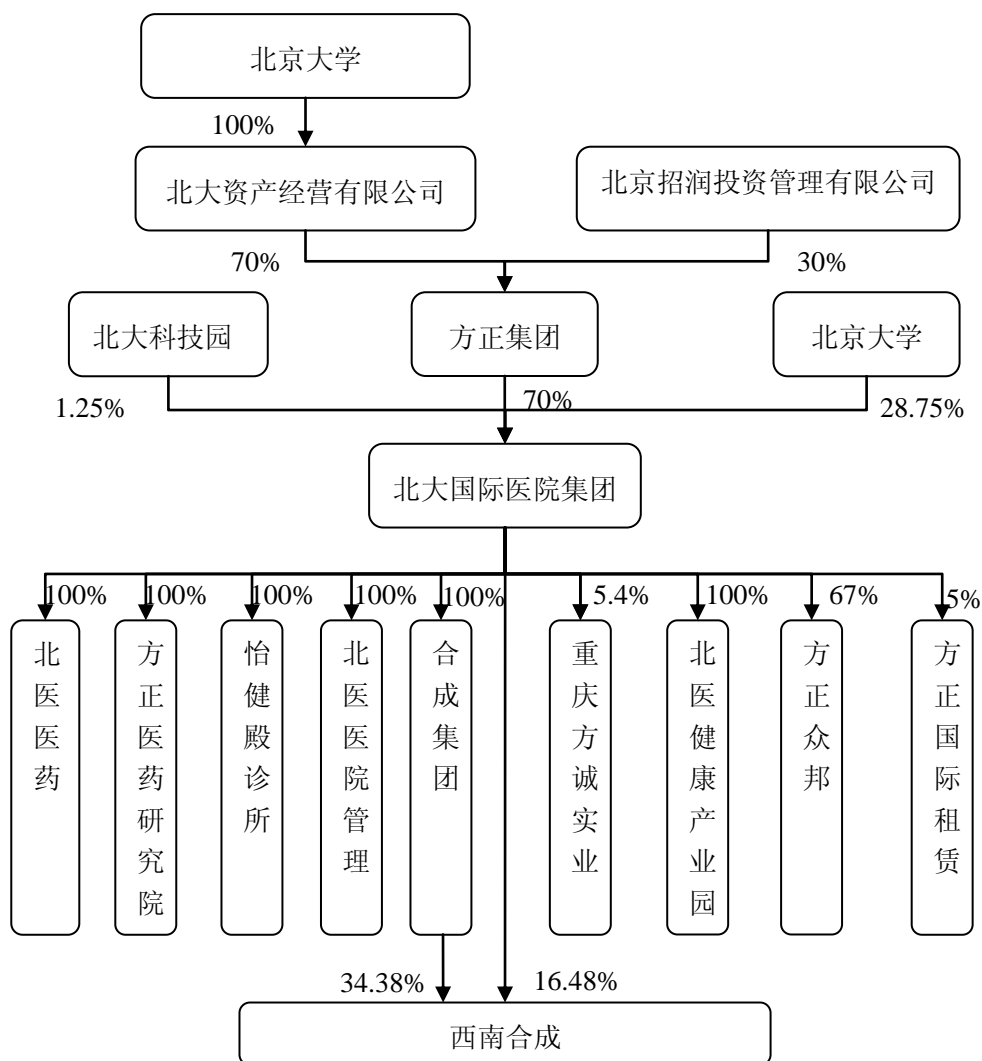 北京大学
100%
北大资产经营有限公司
北京招润投资管理有限公司
70%
30%
北大科技园
方正集团
北京大学
1.25%
70%
28.75%
北大国际医院集团
100%
100%
100%
100%
100%
5.4%
100%
67%
5%
北医医药
方正医药研究院
怡健殿诊所
北医医院管理
合成集团
重庆方诚实业
北医健康产业园
方正众邦
方正国际租赁
34.38%
16.48%
西南合成